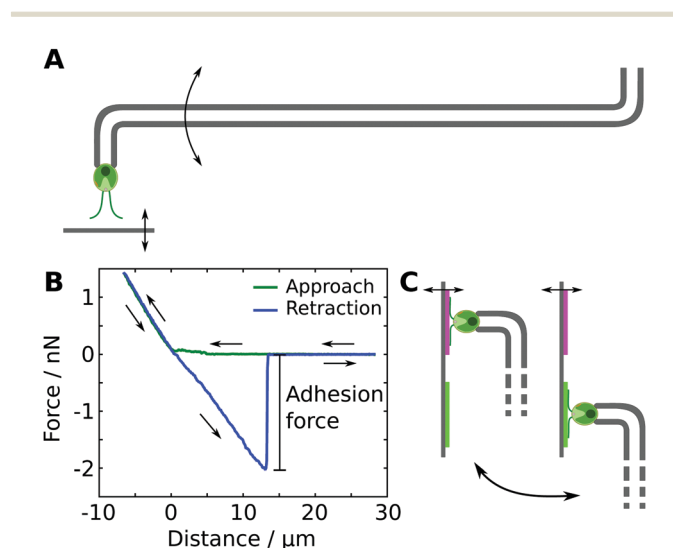 A
B
Approach
Retraction
Adhesion
force
Force / nN
1
0
-1
-2
-10
0
10
20
30
Distance / µm
C